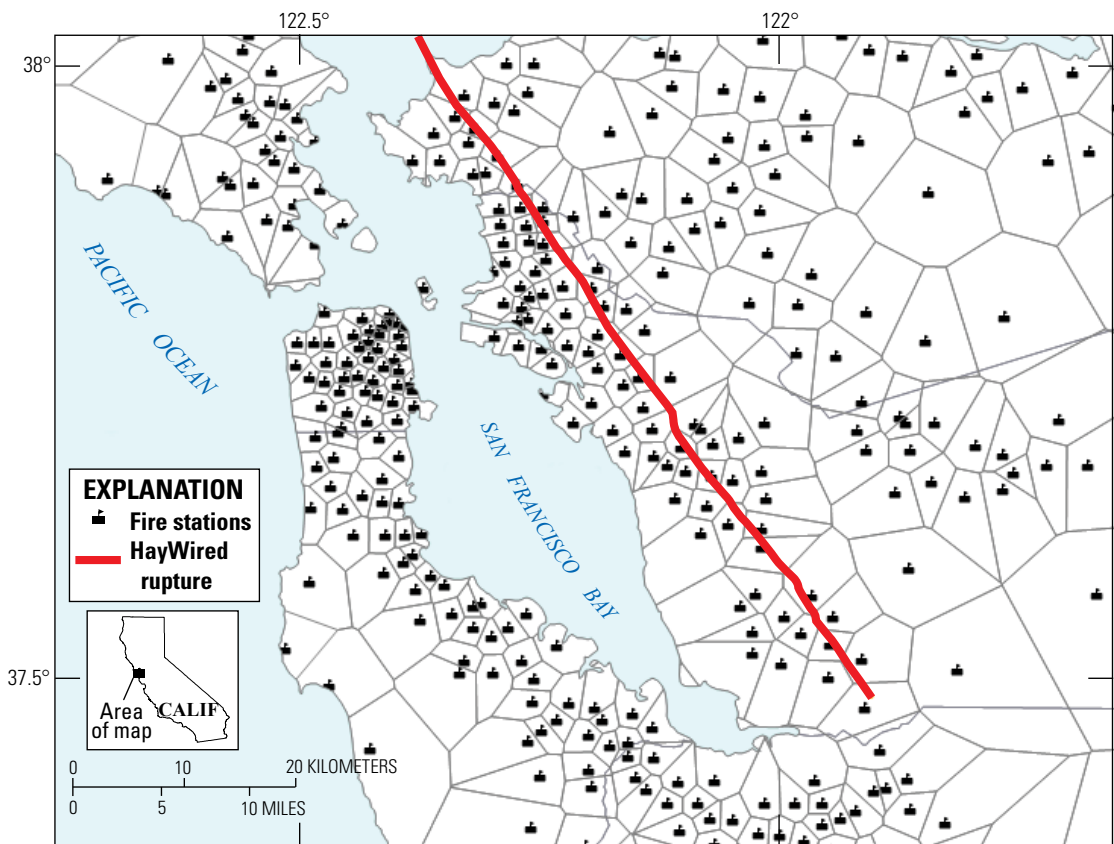 122.5°
122°
38°
PACIFIC OCEAN
SAN FRANCISCO BAY
EXPLANATION
Fire stations
HayWired
rupture
37.5°
CALIF
Area
of map
0 10 20 KILOMETERS
0 5 10 MILES